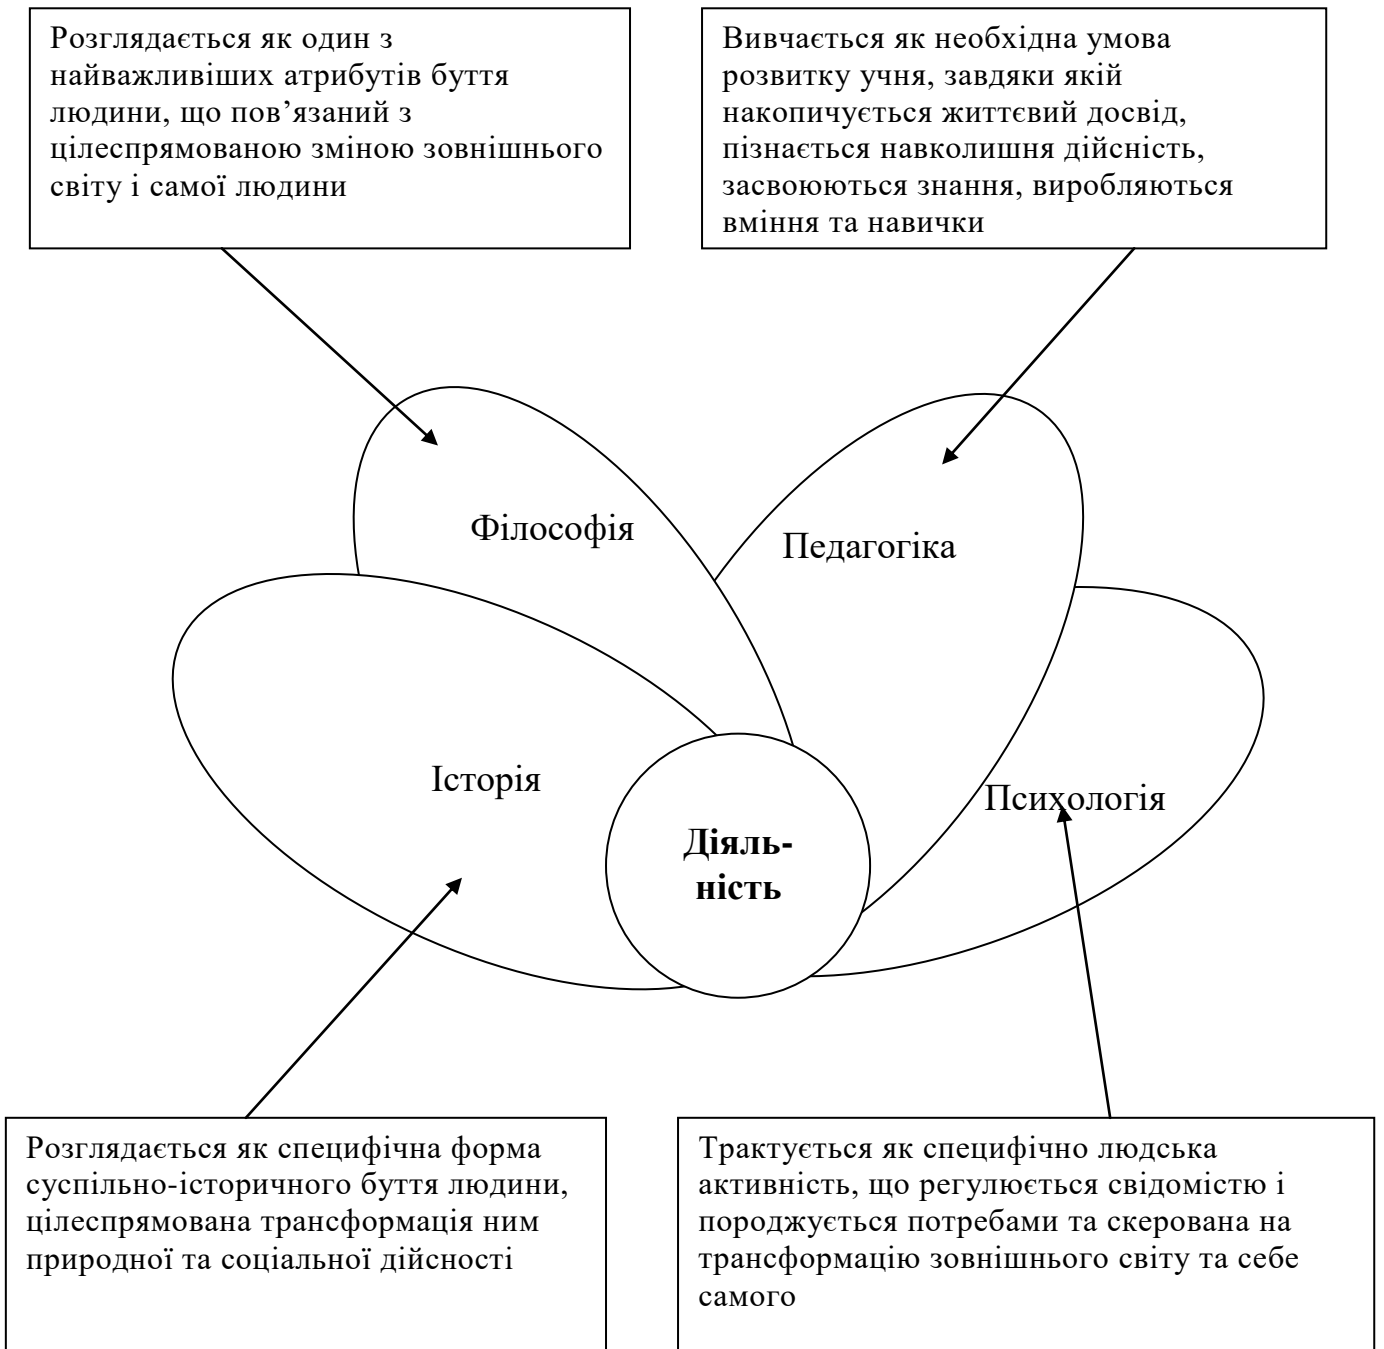 Розглядається як один з
найважливіших атрибутів буття
людини, що пов’язаний з
цілеспрямованою зміною зовнішнього
світу і самої людини
Вивчається як необхідна умова
розвитку учня, завдяки якій
накопичується життєвий досвід,
пізнається навколишня дійсність,
засвоюються знання, виробляються
вміння та навички
Філософія
Педагогіка
Історія
Психологія
Діяль-
ність
Розглядається як специфічна форма
суспільно-історичного буття людини,
цілеспрямована трансформація ним
природної та соціальної дійсності
Трактується як специфічно людська
активність, що регулюється свідомістю і
породжується потребами та скерована на
трансформацію зовнішнього світу та себе
самого